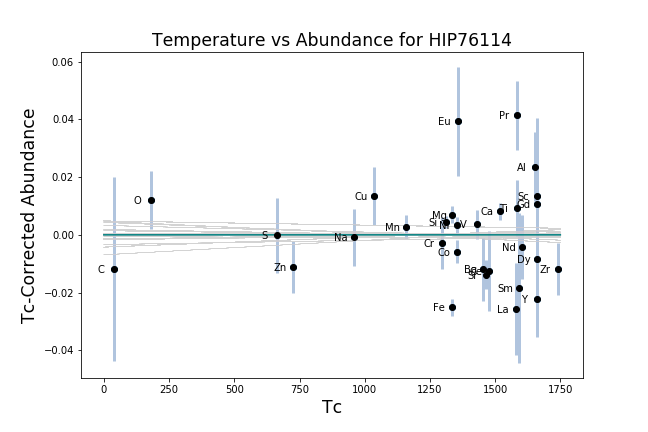 Temperature vs Abundance for HIP76114
Tc-Corrected Abundance
0.06
0.04
0.02
0.00
−0.02
−0.04
Eu
Pr
Al
O
Cu
Sc
Gd
Ti
Ca
Mg
Si
Ni
V
Mn
S
Na
Cr
Co
Nd
Dy
C
Zn
Ba
Sr
Zr
Sm
Y
Fe
La
0
250
500
750
1000
1250
1500
1750
Tc